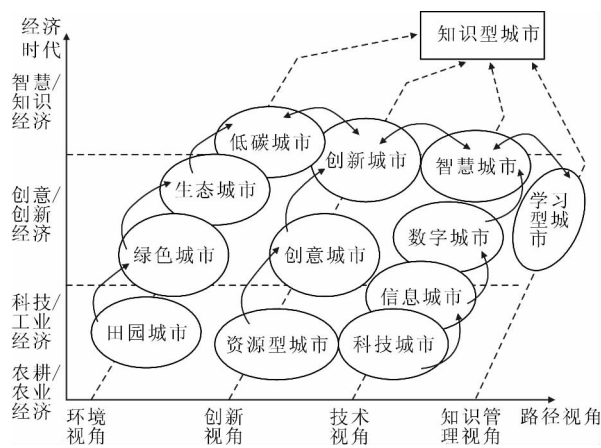 经济
时代
知识型城市
智慧/
知识
经济
低碳城市
创新城市
智慧城市
生态城市
创意/
创新
经济
学习
型城
市
数字城市
绿色城市
创意城市
信息城市
科技/
工业
经济
田园城市
资源型城市
科技城市
农耕/
农业
经济
环境
视角
创新
视角
技术
视角
知识管
理视角
路径视角